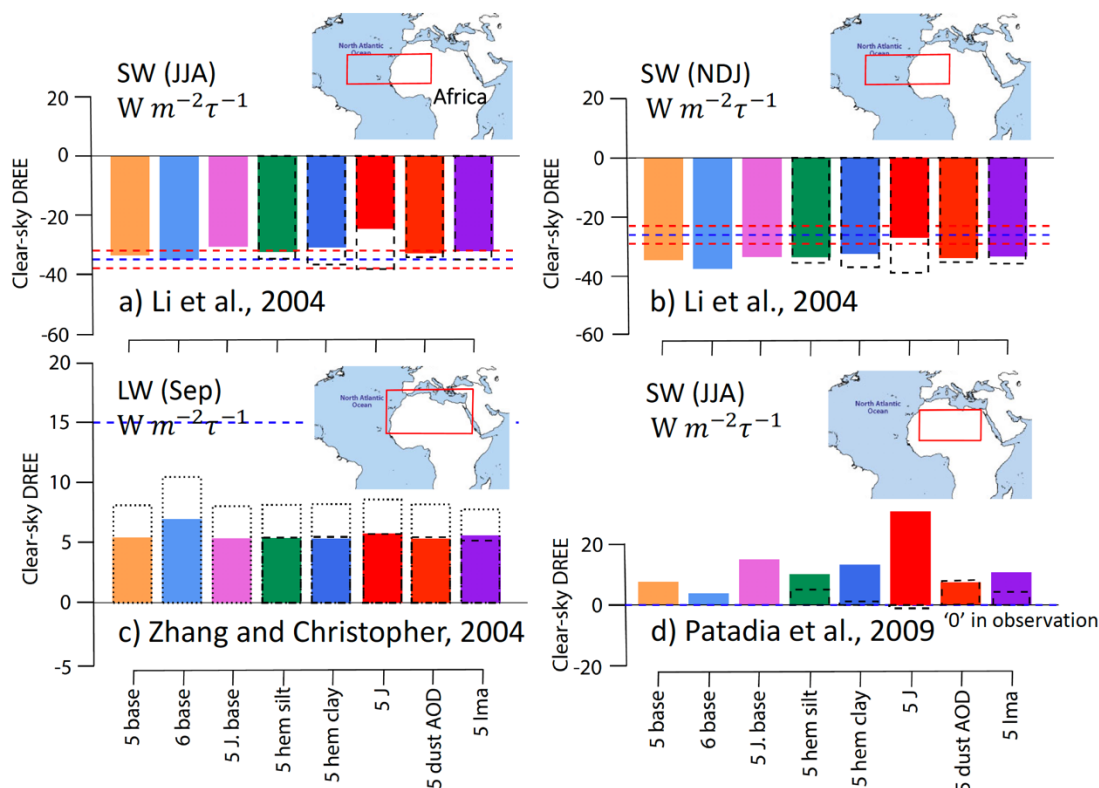 SW (JJA)
W m⁻²τ⁻¹
North Atlantic
Ocean
Africa
Clear-sky DREE
20
0
-20
-40
-60
a) Li et al., 2004
SW (NDJ)
W m⁻²τ⁻¹
North Atlantic
Ocean
Clear-sky DREE
20
0
-20
-40
-60
b) Li et al., 2004
LW (Sep)
W m⁻²τ⁻¹
North Atlantic
Ocean
Clear-sky DREE
20
15
10
5
0
-5
c) Zhang and Christopher, 2004
5 base
6 base
5 J. base
5 hem silt
5 hem clay
5 J
5 dust AOD
5 Ima
SW (JJA)
W m⁻²τ⁻¹
North Atlantic
Ocean
Clear-sky DREE
20
0
-20
'0' in observation
d) Patadia et al., 2009
5 base
6 base
5 J. base
5 hem silt
5 hem clay
5 J
5 dust AOD
5 Ima